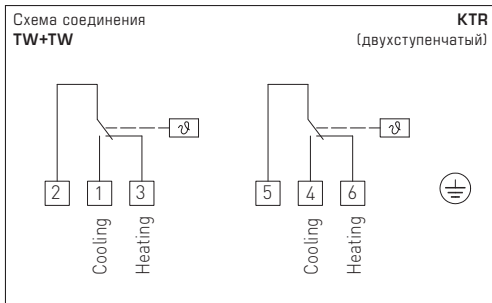 Схема соединения
TW+TW
KTR
(двухступенчатый)
ϑ
ϑ
2 1 3
5 4 6
Cooling
Heating
Cooling
Heating